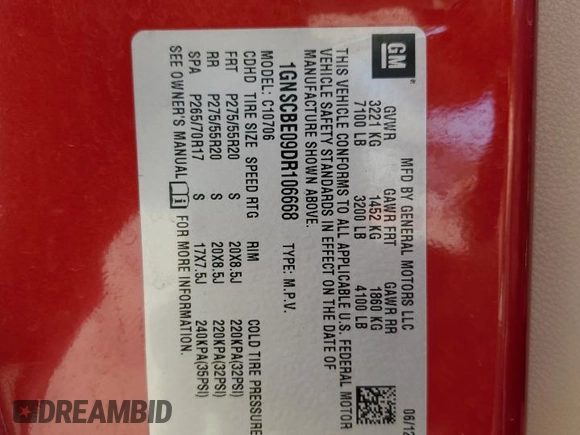 GM
MFD BY GENERAL MOTORS LLC 06/12
GVWR GAWR FRT GAWR RR
3221 KG 1452 KG 1860 KG
7100 LB 3200 LB 4100 LB
THIS VEHICLE CONFORMS TO ALL APPLICABLE U.S. FEDERAL MOTOR
VEHICLE SAFETY STANDARDS IN EFFECT ON THE DATE OF
MANUFACTURE SHOWN ABOVE.
1GNSCBE09DR106668 TYPE: M.P.V.
MODEL: C10706
CDHD TIRE SIZE SPEED RTG RIM COLD TIRE PRESSURE
FRT P275/55R20 S 20X8.5J 220KPA(32PSI)
RR P275/55R20 S 20X8.5J 220KPA(32PSI)
SPA P265/70R17 S 17X7.5J 240KPA(35PSI)
SEE OWNER'S MANUAL FOR MORE INFORMATION.
DREAMBID